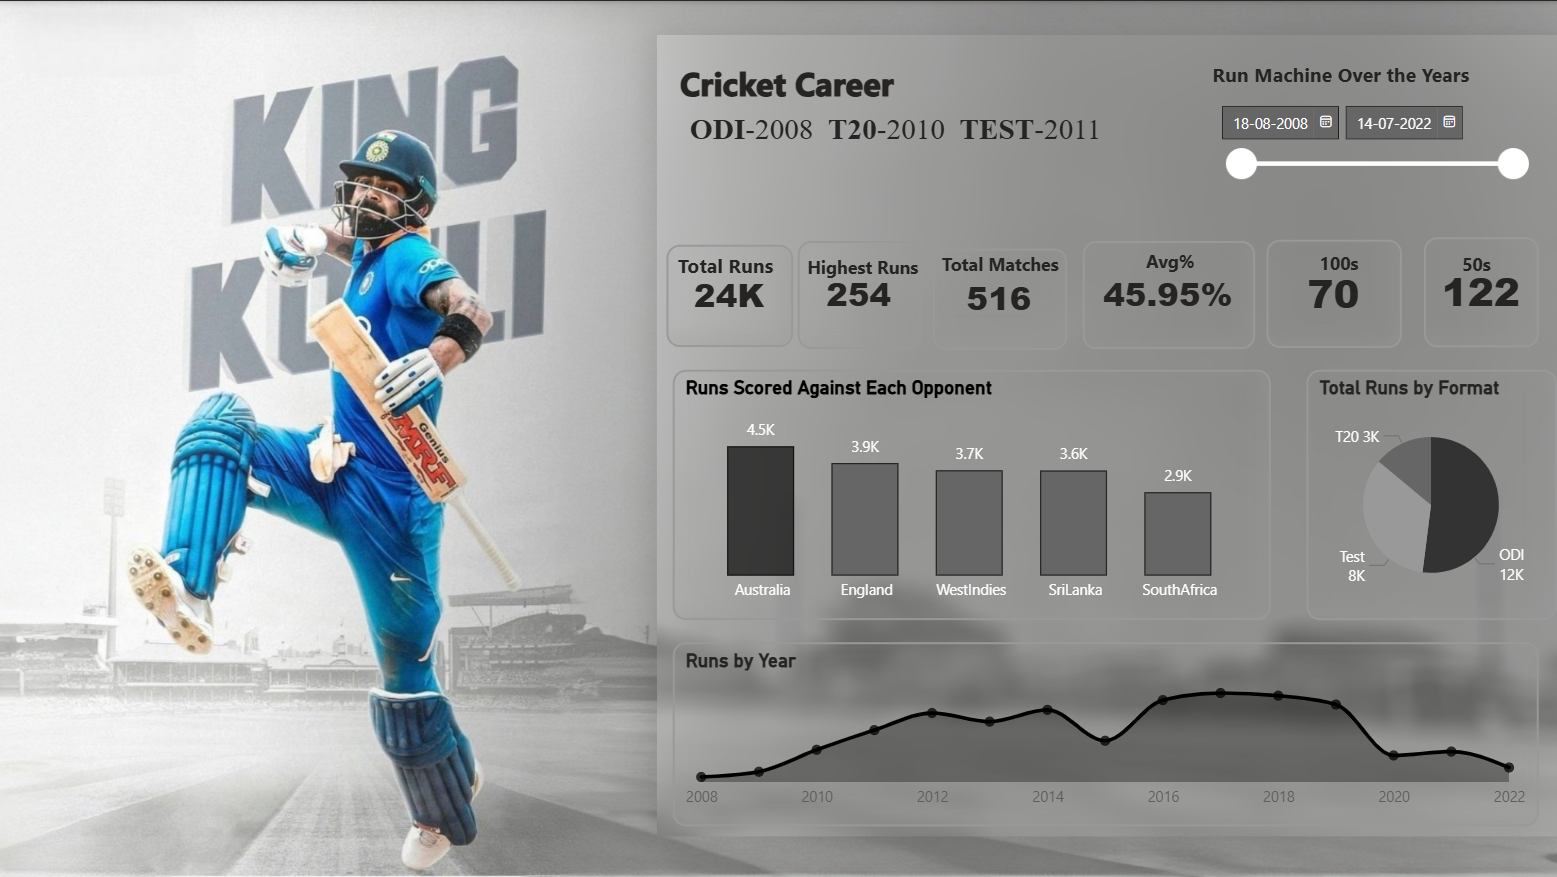 KING
KOHLI
Genius
MRF
Cricket Career
ODI-2008 T20-2010 TEST-2011
Run Machine Over the Years
18-08-2008
14-07-2022
Total Runs
24K
Highest Runs
254
Total Matches
516
Avg%
45.95%
100s
70
50s
122
Runs Scored Against Each Opponent
4.5K
3.9K
3.7K
3.6K
2.9K
Australia
England
WestIndies
SriLanka
SouthAfrica
Total Runs by Format
T20 3K
Test
8K
ODI
12K
Runs by Year
2008
2010
2012
2014
2016
2018
2020
2022